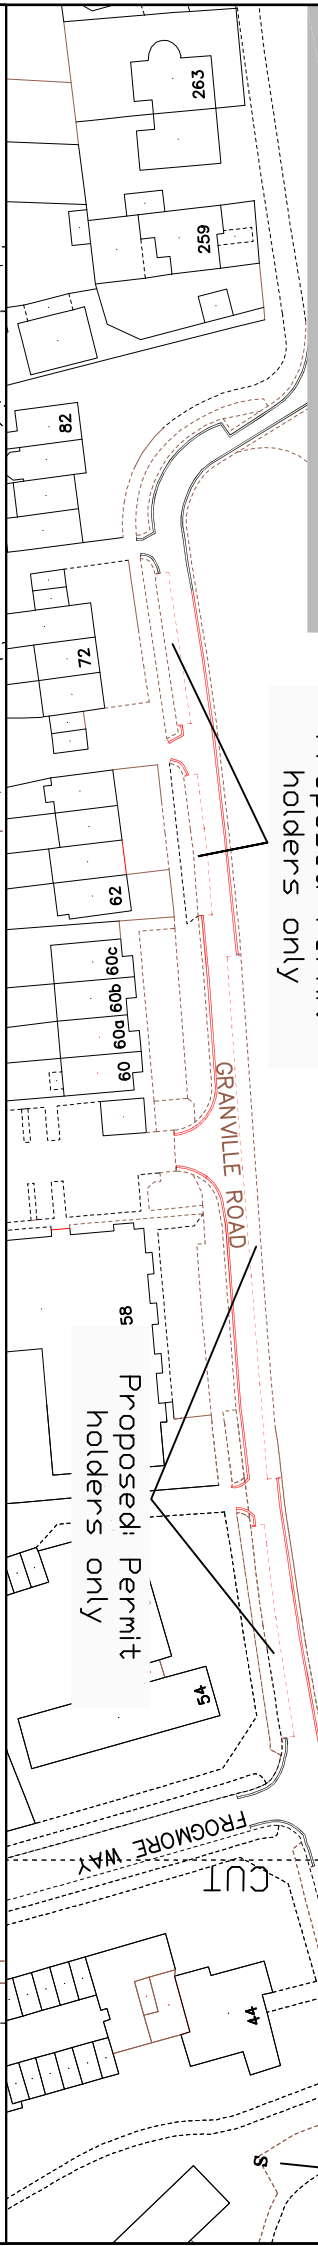 263
259
82
72
holders only
62
60c
60b
60a
60
GRANVILLE ROAD
58
Proposed: Permit
holders only
54
FROGMORE WAY
CUT
44
S